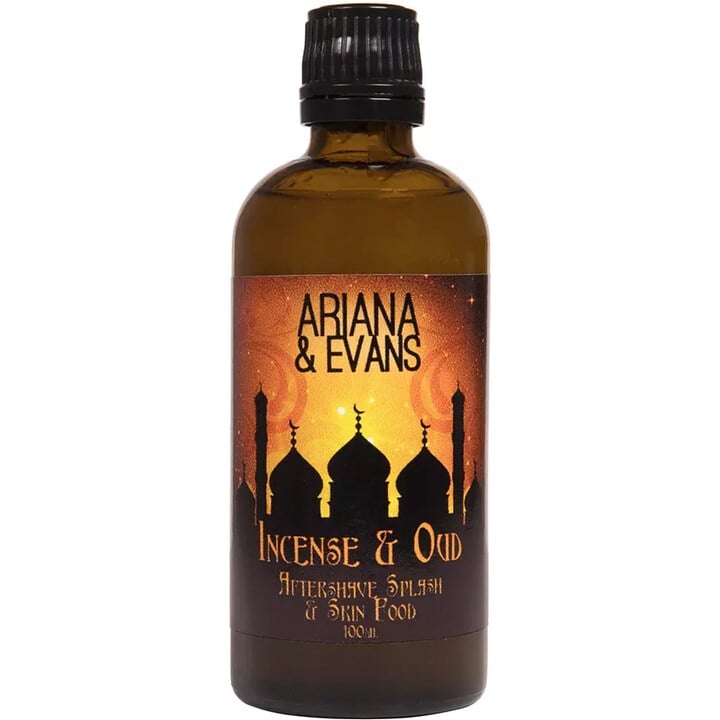 ARIANA
& EVANS
INCENSE & OUD
AFTERSHAVE SPLASH
& SKIN FOOD
100ML